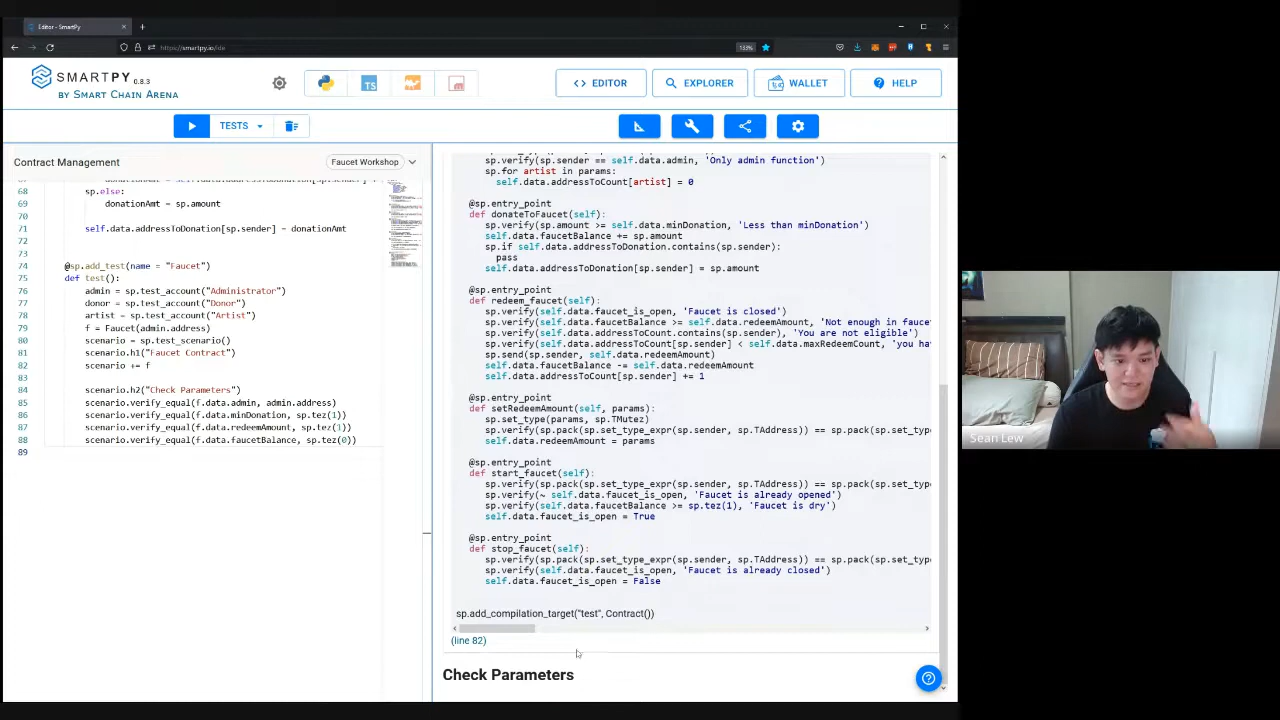 Editor - SmartPy
https://smartpy.io/ide
133%
SMARTPY 0.8.3
BY SMART CHAIN ARENA
TS
EDITOR
EXPLORER
WALLET
HELP
TESTS
Contract Management
Faucet Workshop
68 sp.else:
69 donationAmt = sp.amount
70
71 self.data.addressToDonation[sp.sender] = donationAmt
72
73
74 @sp.add_test(name = "Faucet")
75 def test():
76 admin = sp.test_account("Administrator")
77 donor = sp.test_account("Donor")
78 artist = sp.test_account("Artist")
79 f = Faucet(admin.address)
80 scenario = sp.test_scenario()
81 scenario.h1("Faucet Contract")
82 scenario += f
83
84 scenario.h2("Check Parameters")
85 scenario.verify_equal(f.data.admin, admin.address)
86 scenario.verify_equal(f.data.minDonation, sp.tez(1))
87 scenario.verify_equal(f.data.redeemAmount, sp.tez(1))
88 scenario.verify_equal(f.data.faucetBalance, sp.tez(0))
89
sp.verify(sp.sender == self.data.admin, 'Only admin function')
sp.for artist in params:
self.data.addressToCount[artist] = 0
@sp.entry_point
def donateToFaucet(self):
sp.verify(sp.amount >= self.data.minDonation, 'Less than minDonation')
self.data.faucetBalance += sp.amount
sp.if self.data.addressToDonation.contains(sp.sender):
pass
self.data.addressToDonation[sp.sender] = sp.amount
@sp.entry_point
def redeem_faucet(self):
sp.verify(self.data.faucet_is_open, 'Faucet is closed')
sp.verify(self.data.faucetBalance >= self.data.redeemAmount, 'Not enough in fauce
sp.verify(self.data.addressToCount.contains(sp.sender), 'You are not eligible')
sp.verify(self.data.addressToCount[sp.sender] < self.data.maxRedeemCount, 'you ha
sp.send(sp.sender, self.data.redeemAmount)
self.data.faucetBalance -= self.data.redeemAmount
self.data.addressToCount[sp.sender] += 1
@sp.entry_point
def setRedeemAmount(self, params):
sp.set_type(params, sp.TMutez)
sp.verify(sp.pack(sp.set_type_expr(sp.sender, sp.TAddress)) == sp.pack(sp.set_typ
self.data.redeemAmount = params
@sp.entry_point
def start_faucet(self):
sp.verify(sp.pack(sp.set_type_expr(sp.sender, sp.TAddress)) == sp.pack(sp.set_type
sp.verify(~ self.data.faucet_is_open, 'Faucet is already opened')
sp.verify(self.data.faucetBalance >= sp.tez(1), 'Faucet is dry')
self.data.faucet_is_open = True
@sp.entry_point
def stop_faucet(self):
sp.verify(sp.pack(sp.set_type_expr(sp.sender, sp.TAddress)) == sp.pack(sp.set_typ
sp.verify(self.data.faucet_is_open, 'Faucet is already closed')
self.data.faucet_is_open = False
sp.add_compilation_target("test", Contract())
(line 82)
Check Parameters
Sean Lew